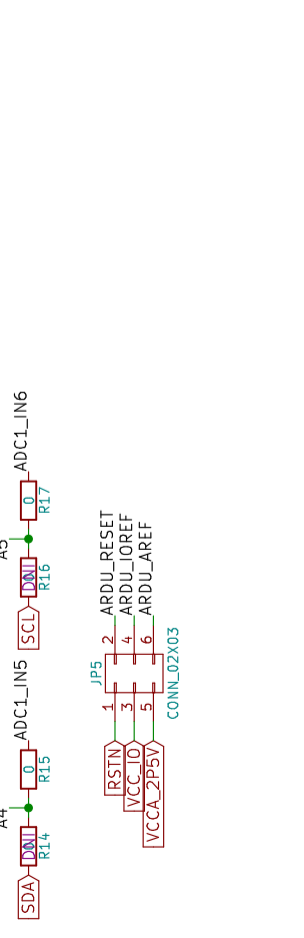 ADC1_IN6
0
R17
A5
DNI
R16
SCL
ADC1_IN5
0
R15
A4
DNI
R14
SDA
ARDU_RESET
ARDU_IOREF
ARDU_AREF
2
4
6
JP5
CONN_02X03
1
3
5
RSTN
VCC_IO
VCCA_2P5V